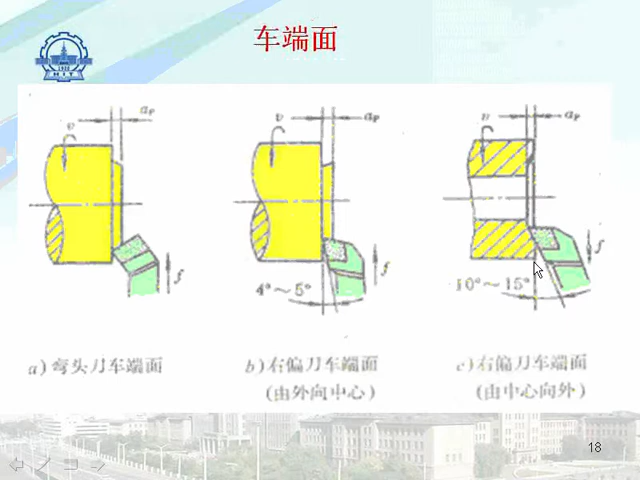 车端面
HIT
v
aP
v
aP
v
aP
f
f
f
4°～5°
10°～15°
a)弯头刀车端面
b)右偏刀车端面
(由外向中心)
c)右偏刀车端面
(由中心向外)
18